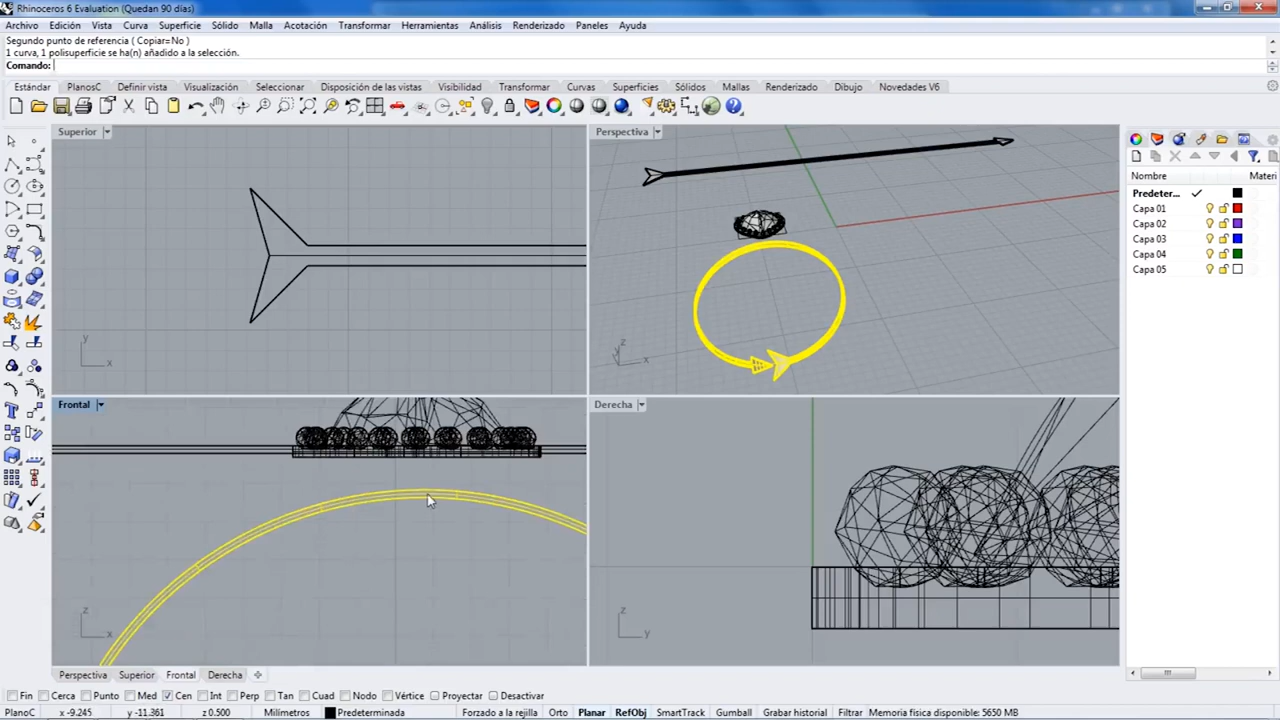 Rhinoceros 6 Evaluation (Quedan 90 días)
Archivo Edición Vista Curva Superficie Sólido Malla Acotación Transformar Herramientas Análisis Renderizado Paneles Ayuda
Segundo punto de referencia ( Copiar=No )
1 curva, 1 polisuperficie se ha(n) añadido a la selección.
Comando:
Estándar PlanosC Definir vista Visualización Seleccionar Disposición de las vistas Visibilidad Transformar Curvas Superficies Sólidos Mallas Renderizado Dibujo Novedades V6
Superior
Perspectiva
Nombre Materi
Predeter...
Capa 01
Capa 02
Capa 03
Capa 04
Capa 05
y
x
z
y
x
Frontal
Derecha
z
x
z
y
Perspectiva Superior Frontal Derecha
Fin Cerca Punto Med Cen Int Perp Tan Cuad Nodo Vértice Proyectar Desactivar
PlanoC x -9.245 y -11.361 z 0.500 Milímetros Predeterminada Forzado a la rejilla Orto Planar RefObj SmartTrack Gumball Grabar historial Filtrar Memoria física disponible: 5650 MB